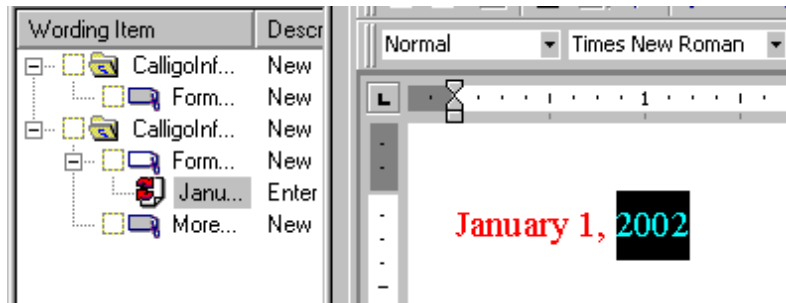 Wording Item Descr
CalligoInf... New
Form... New
CalligoInf... New
Form... New
Janu... Enter
More... New
Normal Times New Roman
1
January 1, 2002